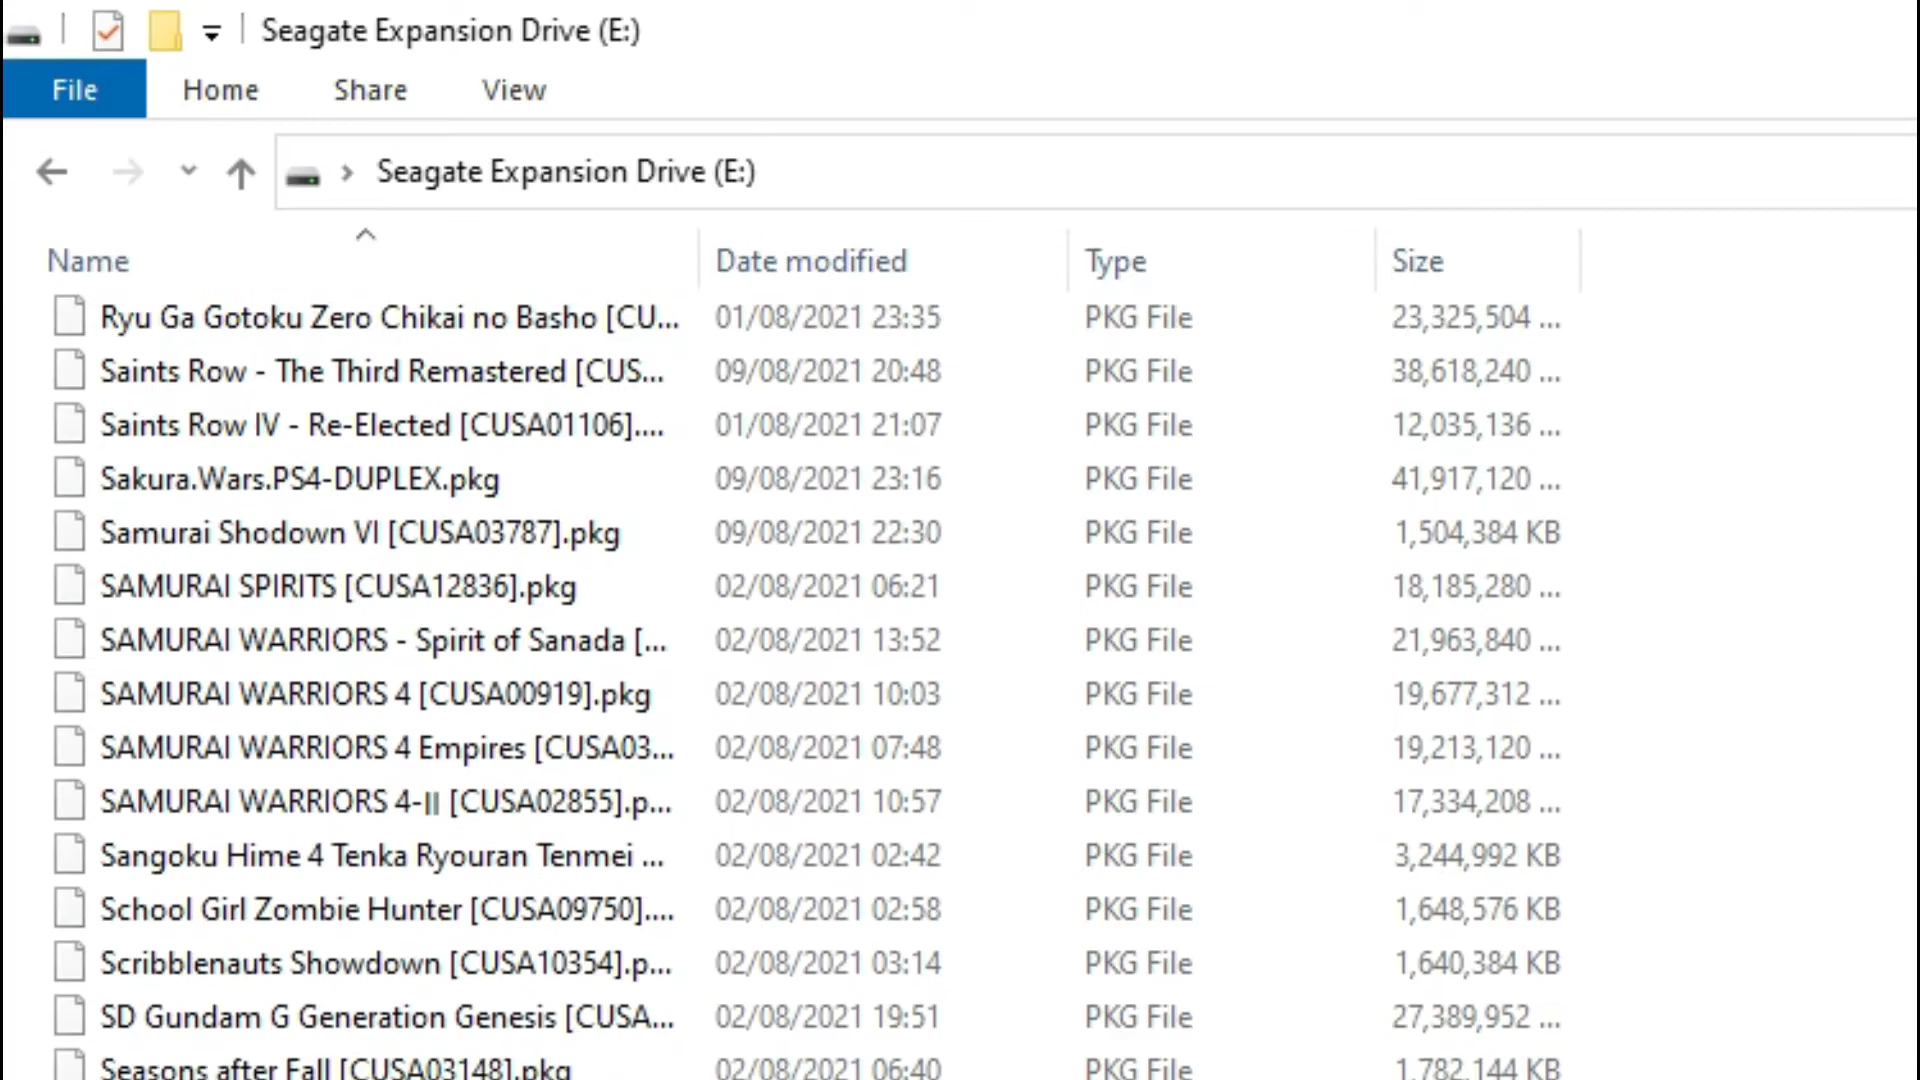 Seagate Expansion Drive (E:)
File Home Share View
Seagate Expansion Drive (E:)
Name Date modified Type Size
Ryu Ga Gotoku Zero Chikai no Basho [CU... 01/08/2021 23:35 PKG File 23,325,504 ...
Saints Row - The Third Remastered [CUS... 09/08/2021 20:48 PKG File 38,618,240 ...
Saints Row IV - Re-Elected [CUSA01106].... 01/08/2021 21:07 PKG File 12,035,136 ...
Sakura.Wars.PS4-DUPLEX.pkg 09/08/2021 23:16 PKG File 41,917,120 ...
Samurai Shodown VI [CUSA03787].pkg 09/08/2021 22:30 PKG File 1,504,384 KB
SAMURAI SPIRITS [CUSA12836].pkg 02/08/2021 06:21 PKG File 18,185,280 ...
SAMURAI WARRIORS - Spirit of Sanada [... 02/08/2021 13:52 PKG File 21,963,840 ...
SAMURAI WARRIORS 4 [CUSA00919].pkg 02/08/2021 10:03 PKG File 19,677,312 ...
SAMURAI WARRIORS 4 Empires [CUSA03... 02/08/2021 07:48 PKG File 19,213,120 ...
SAMURAI WARRIORS 4-Ⅱ [CUSA02855].p... 02/08/2021 10:57 PKG File 17,334,208 ...
Sangoku Hime 4 Tenka Ryouran Tenmei ... 02/08/2021 02:42 PKG File 3,244,992 KB
School Girl Zombie Hunter [CUSA09750].... 02/08/2021 02:58 PKG File 1,648,576 KB
Scribblenauts Showdown [CUSA10354].p... 02/08/2021 03:14 PKG File 1,640,384 KB
SD Gundam G Generation Genesis [CUSA... 02/08/2021 19:51 PKG File 27,389,952 ...
Seasons after Fall [CUSA03148].pkg 02/08/2021 06:40 PKG File 1,782,144 KB